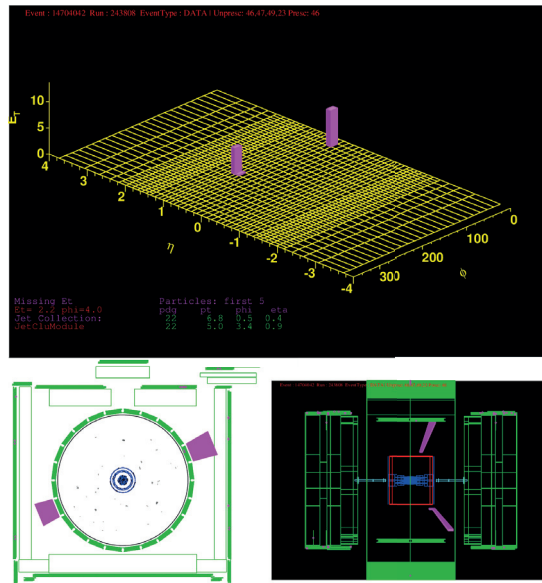 Event : 14704042 Run : 243808 EventType : DATA | Unpresc: 46,47,49,23 Presc: 46
E_T
10
5
0
4
3
2
1
0
-1
-2
-3
-4
η
0
100
200
300
ϕ
Missing Et
Et= 2.2 phi=4.0
Jet Collection:
JetCluModule
Particles: first 5
pdg pt phi eta
22 6.8 0.5 0.4
22 5.0 3.4 0.9